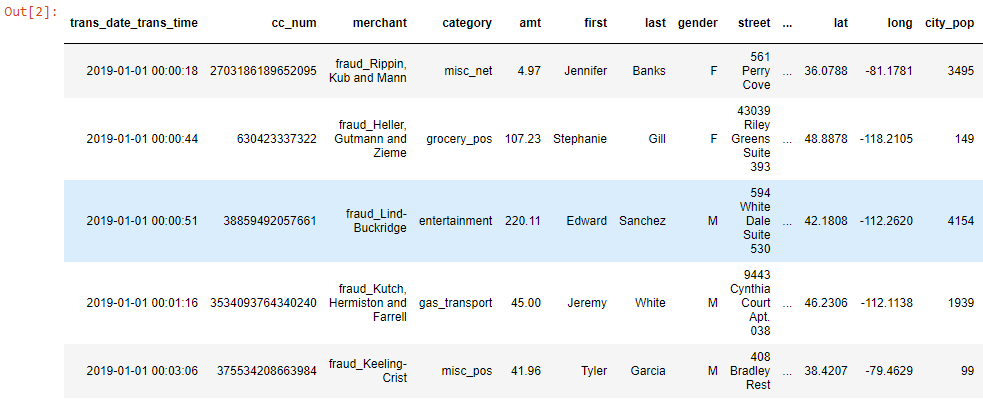 Out[2]:
trans_date_trans_time cc_num merchant category amt first last gender street ... lat long city_pop
2019-01-01 00:00:18 2703186189652095 fraud_Rippin, Kub and Mann misc_net 4.97 Jennifer Banks F 561 Perry Cove ... 36.0788 -81.1781 3495
2019-01-01 00:00:44 630423337322 fraud_Heller, Gutmann and Zieme grocery_pos 107.23 Stephanie Gill F 43039 Riley Greens Suite 393 ... 48.8878 -118.2105 149
2019-01-01 00:00:51 38859492057661 fraud_Lind-Buckridge entertainment 220.11 Edward Sanchez M 594 White Dale Suite 530 ... 42.1808 -112.2620 4154
2019-01-01 00:01:16 3534093764340240 fraud_Kutch, Hermiston and Farrell gas_transport 45.00 Jeremy White M 9443 Cynthia Court Apt. 038 ... 46.2306 -112.1138 1939
2019-01-01 00:03:06 375534208663984 fraud_Keeling-Crist misc_pos 41.96 Tyler Garcia M 408 Bradley Rest ... 38.4207 -79.4629 99